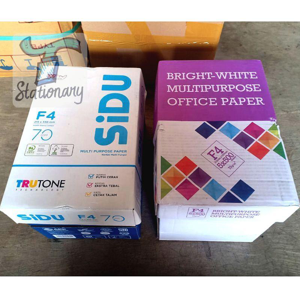 Stationary
SiDU
F4
70
MULTI PURPOSE PAPER
TRUTONE
SiDU
F4 70
BRIGHT-WHITE
MULTIPURPOSE
OFFICE PAPER
F4
BRIGHT-WHITE
MULTIPURPOSE
OFFICE PAPER